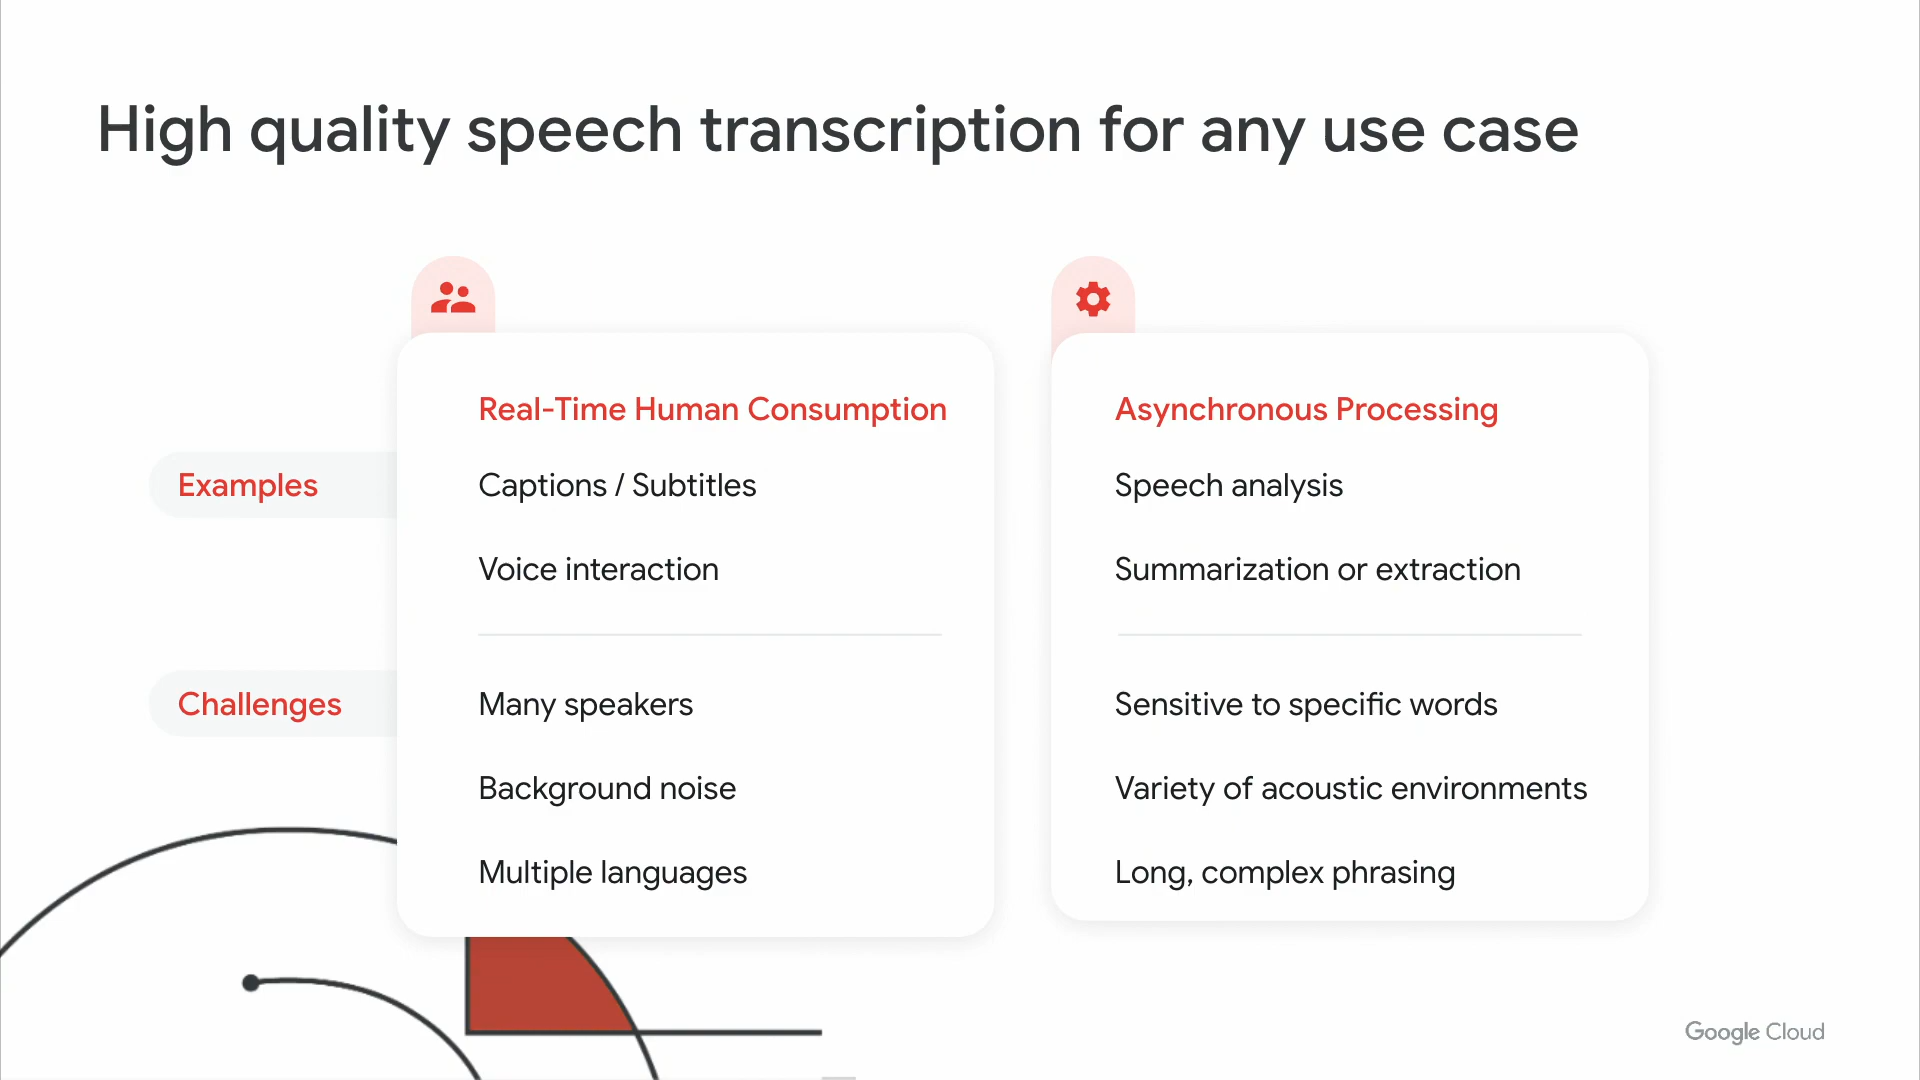 High quality speech transcription for any use case
Real-Time Human Consumption
Asynchronous Processing
Examples
Captions / Subtitles
Speech analysis
Voice interaction
Summarization or extraction
Challenges
Many speakers
Sensitive to specific words
Background noise
Variety of acoustic environments
Multiple languages
Long, complex phrasing
Google Cloud